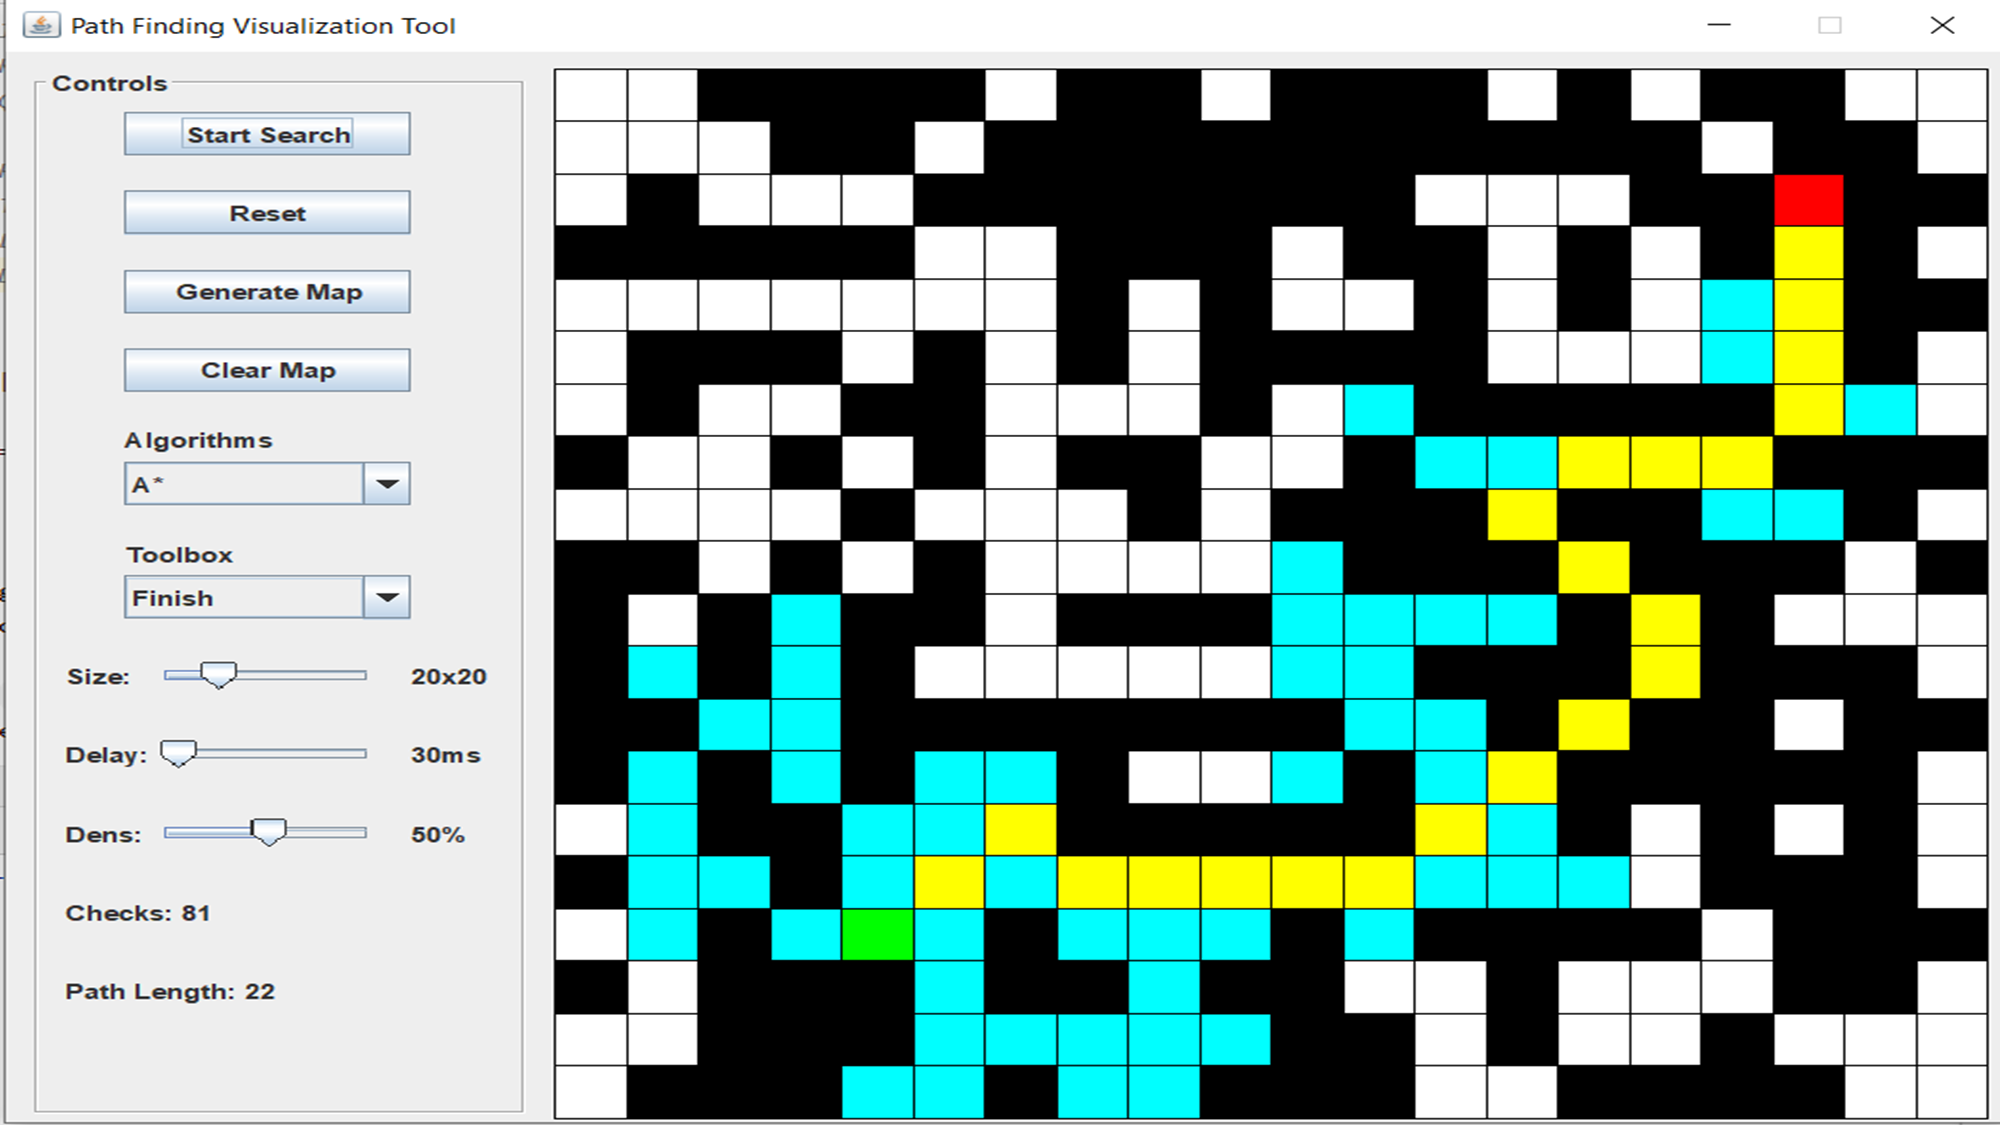 Path Finding Visualization Tool
Controls
Start Search
Reset
Generate Map
Clear Map
Algorithms
A*
Toolbox
Finish
Size: 20x20
Delay: 30ms
Dens: 50%
Checks: 81
Path Length: 22